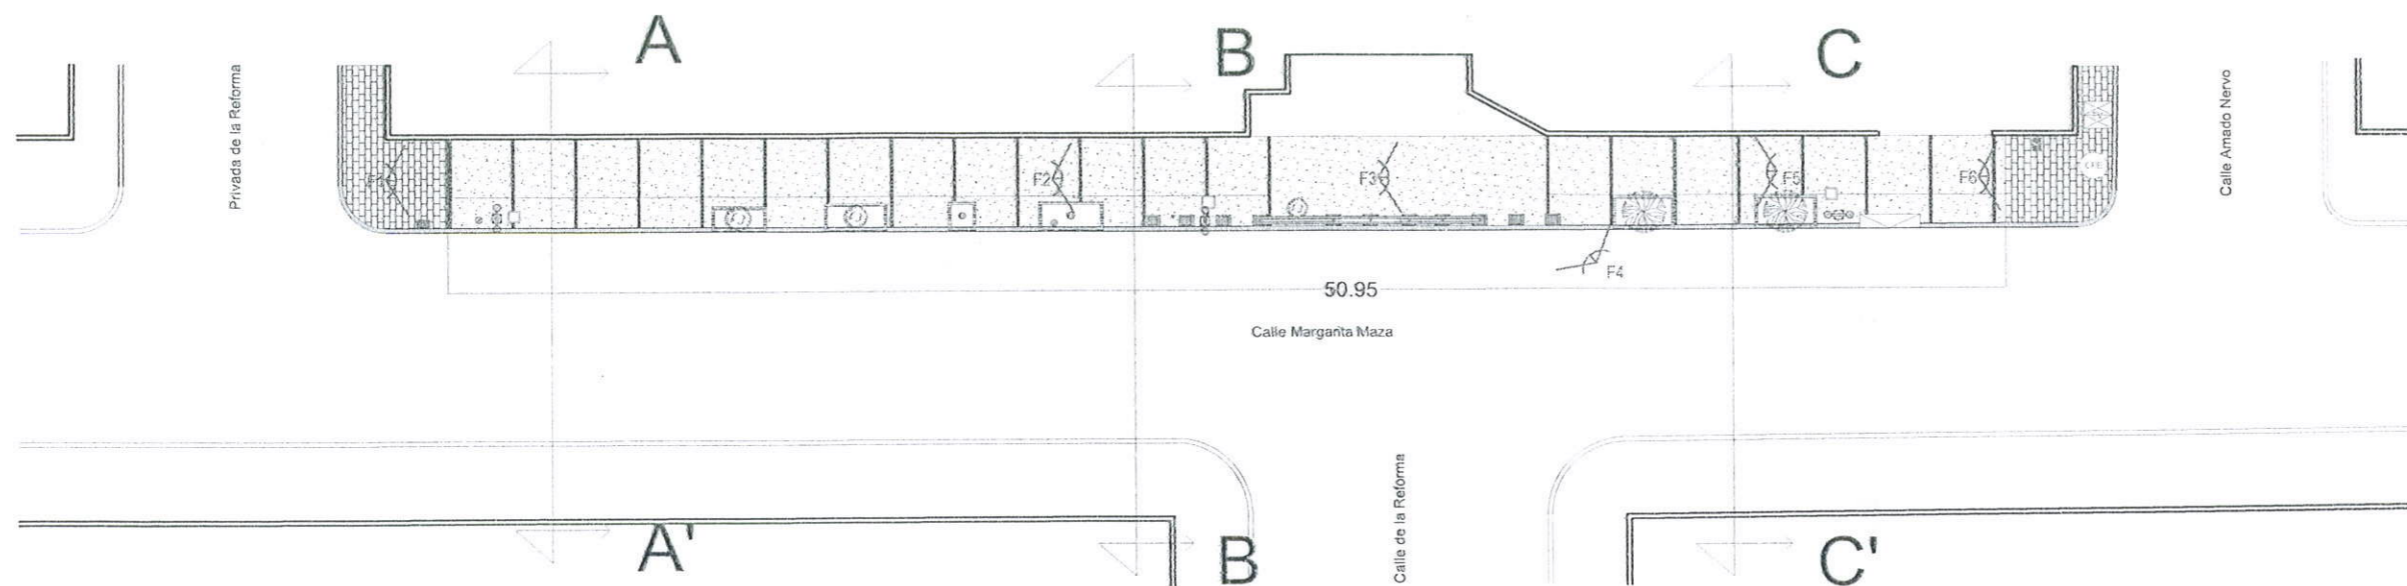 A
B
C
Privada de la Reforma
Calle Amado Nervo
F1
F2
F3
F5
F6
F4
50.95
Calle Margarita Maza
Calle de la Reforma
A'
B
C'